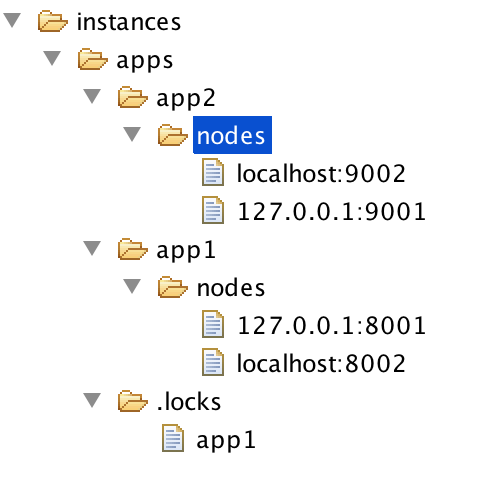 instances
apps
app2
nodes
localhost:9002
127.0.0.1:9001
app1
nodes
127.0.0.1:8001
localhost:8002
.locks
app1